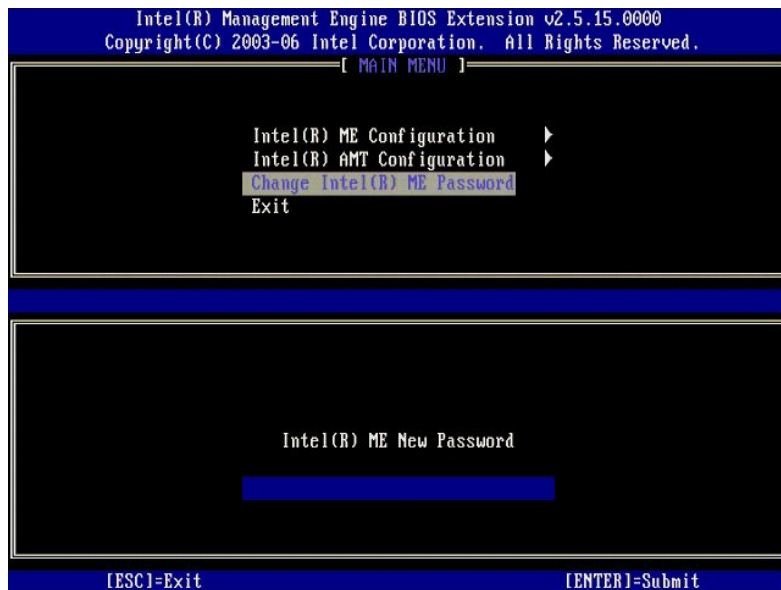 Intel(R) Management Engine BIOS Extension v2.5.15.0000
Copyright(C) 2003-06 Intel Corporation. All Rights Reserved.
[ MAIN MENU ]
Intel(R) ME Configuration
Intel(R) AMT Configuration
Change Intel(R) ME Password
Exit
Intel(R) ME New Password
[ESC]=Exit [ENTER]=Submit